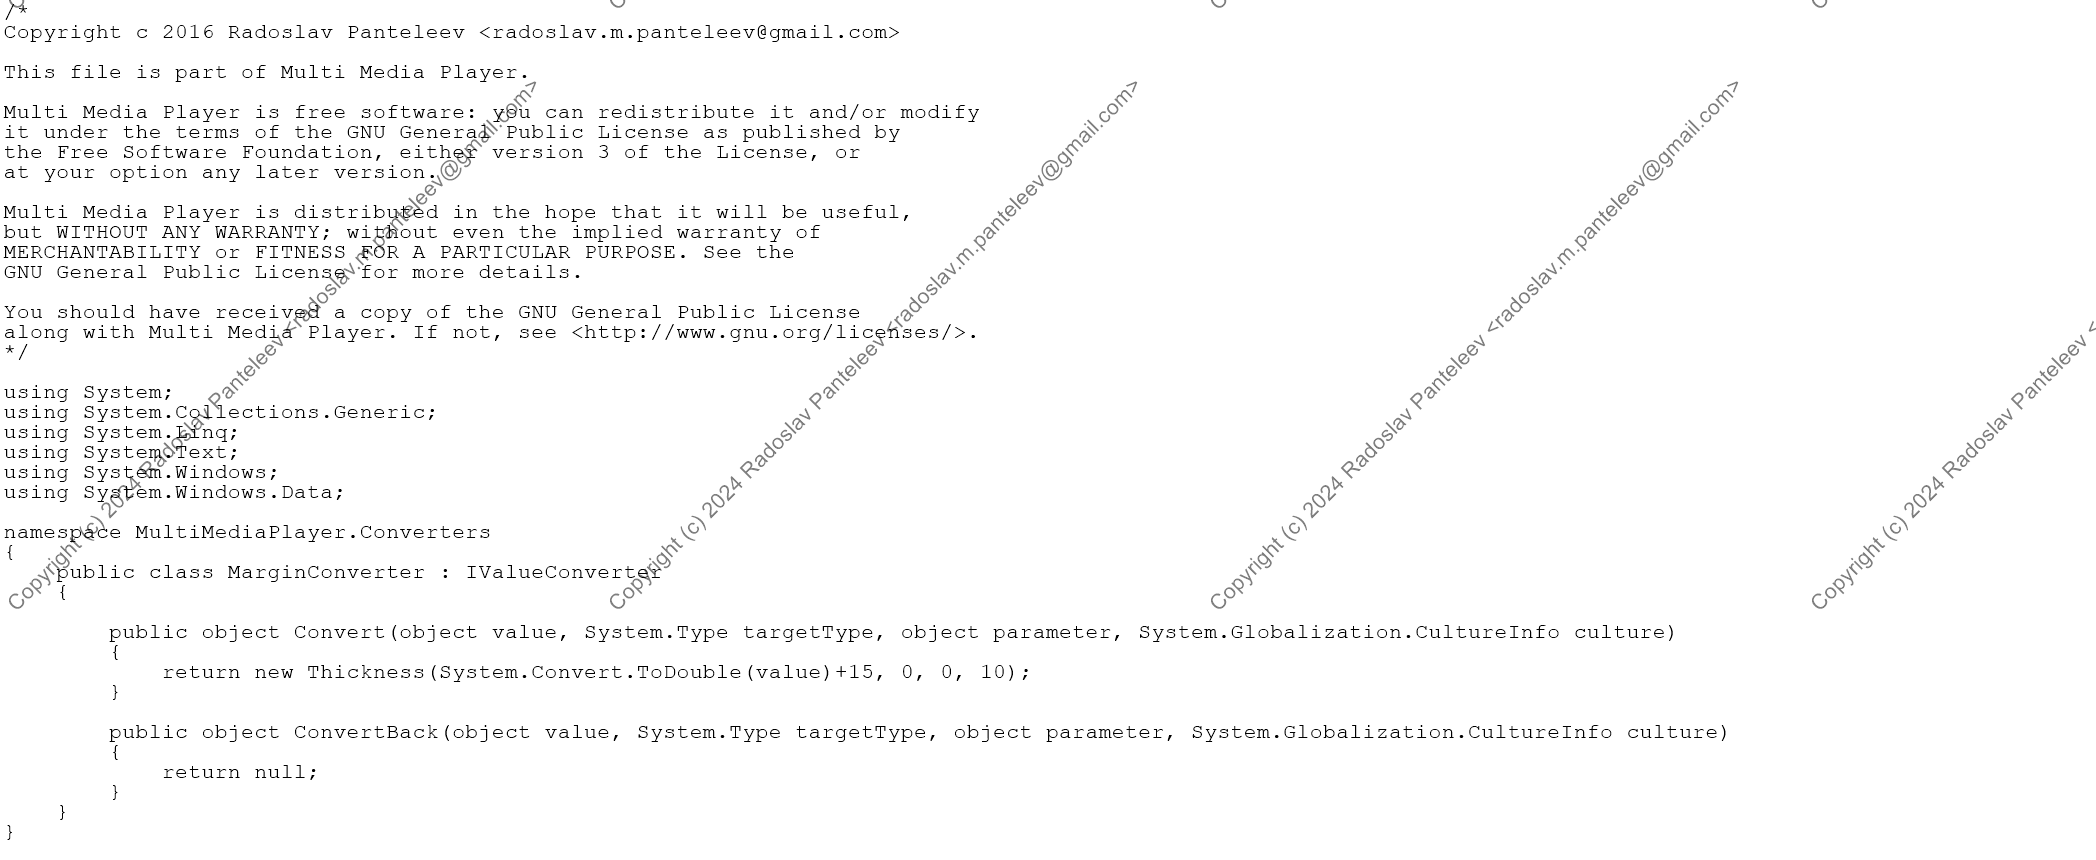 /*
Copyright c 2016 Radoslav Panteleev <radoslav.m.panteleev@gmail.com>

This file is part of Multi Media Player.

Multi Media Player is free software: you can redistribute it and/or modify
it under the terms of the GNU General Public License as published by
the Free Software Foundation, either version 3 of the License, or
at your option any later version.

Multi Media Player is distributed in the hope that it will be useful,
but WITHOUT ANY WARRANTY; without even the implied warranty of
MERCHANTABILITY or FITNESS FOR A PARTICULAR PURPOSE. See the
GNU General Public License for more details.

You should have received a copy of the GNU General Public License
along with Multi Media Player. If not, see <http://www.gnu.org/licenses/>.
*/

using System;
using System.Collections.Generic;
using System.Linq;
using System.Text;
using System.Windows;
using System.Windows.Data;

namespace MultiMediaPlayer.Converters
{
    public class MarginConverter : IValueConverter
    {

        public object Convert(object value, System.Type targetType, object parameter, System.Globalization.CultureInfo culture)
        {
            return new Thickness(System.Convert.ToDouble(value)+15, 0, 0, 10);
        }

        public object ConvertBack(object value, System.Type targetType, object parameter, System.Globalization.CultureInfo culture)
        {
            return null;
        }
    }
}
Copyright (c) 2024 Radoslav Panteleev <radoslav.m.panteleev@gmail.com>
Copyright (c) 2024 Radoslav Panteleev <radoslav.m.panteleev@gmail.com>
Copyright (c) 2024 Radoslav Panteleev <radoslav.m.panteleev@gmail.com>
Copyright (c) 2024 Radoslav Panteleev <